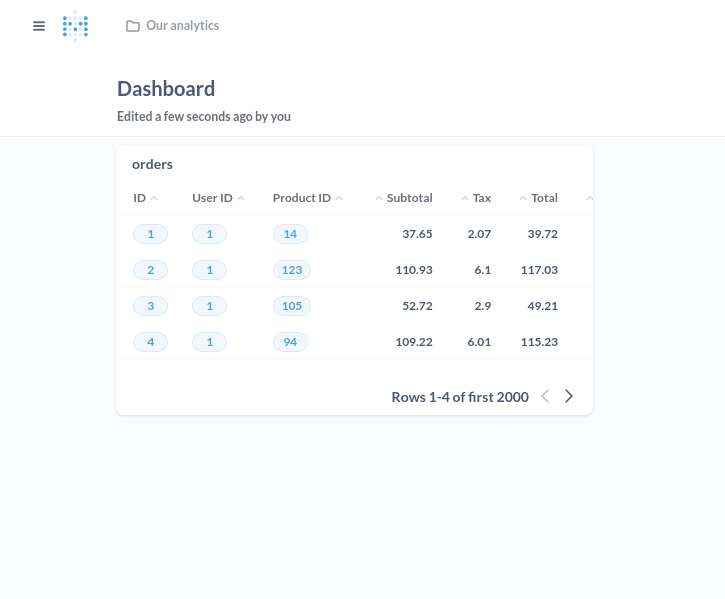 Our analytics
Dashboard
Edited a few seconds ago by you
orders
ID User ID Product ID Subtotal Tax Total
1 1 14 37.65 2.07 39.72
2 1 123 110.93 6.1 117.03
3 1 105 52.72 2.9 49.21
4 1 94 109.22 6.01 115.23
Rows 1-4 of first 2000